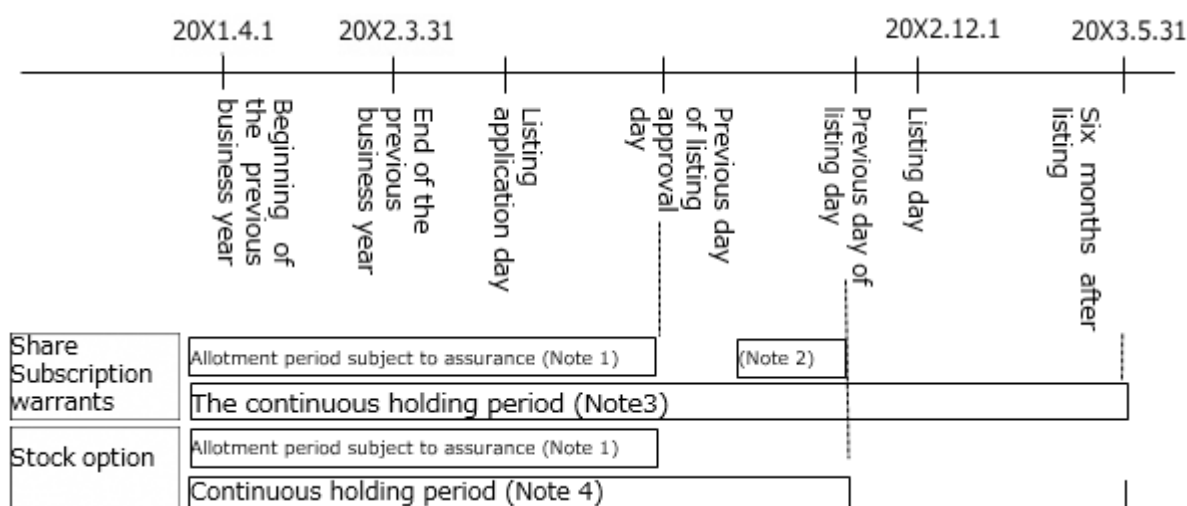 20X1.4.1
20X2.3.31
20X2.12.1
20X3.5.31
Beginning of
the previous
business year
End of the
previous
business year
Listing
application day
Previous day
of listing
approval
day
Previous day of
listing day
Listing day
Six months after
listing
Share
Subscription
warrants
Allotment period subject to assurance (Note 1)
(Note 2)
The continuous holding period (Note3)
Stock option
Allotment period subject to assurance (Note 1)
Continuous holding period (Note 4)